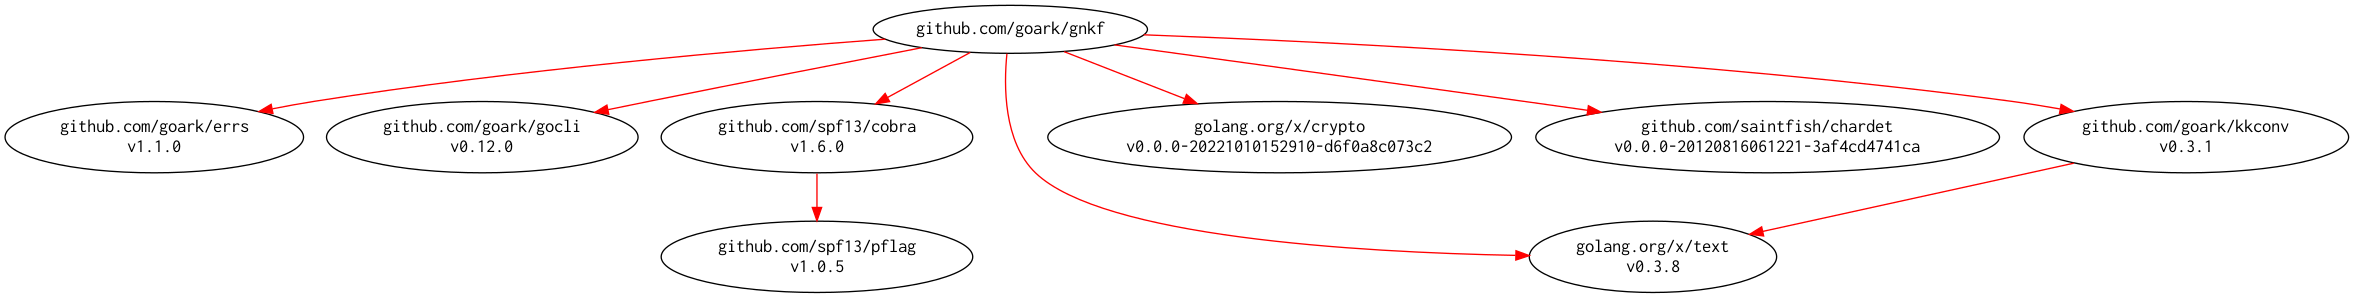 github.com/goark/gnkf
github.com/goark/errs
v1.1.0
github.com/goark/gocli
v0.12.0
github.com/spf13/cobra
v1.6.0
golang.org/x/crypto
v0.0.0-20221010152910-d6f0a8c073c2
github.com/saintfish/chardet
v0.0.0-20120816061221-3af4cd4741ca
github.com/goark/kkconv
v0.3.1
github.com/spf13/pflag
v1.0.5
golang.org/x/text
v0.3.8